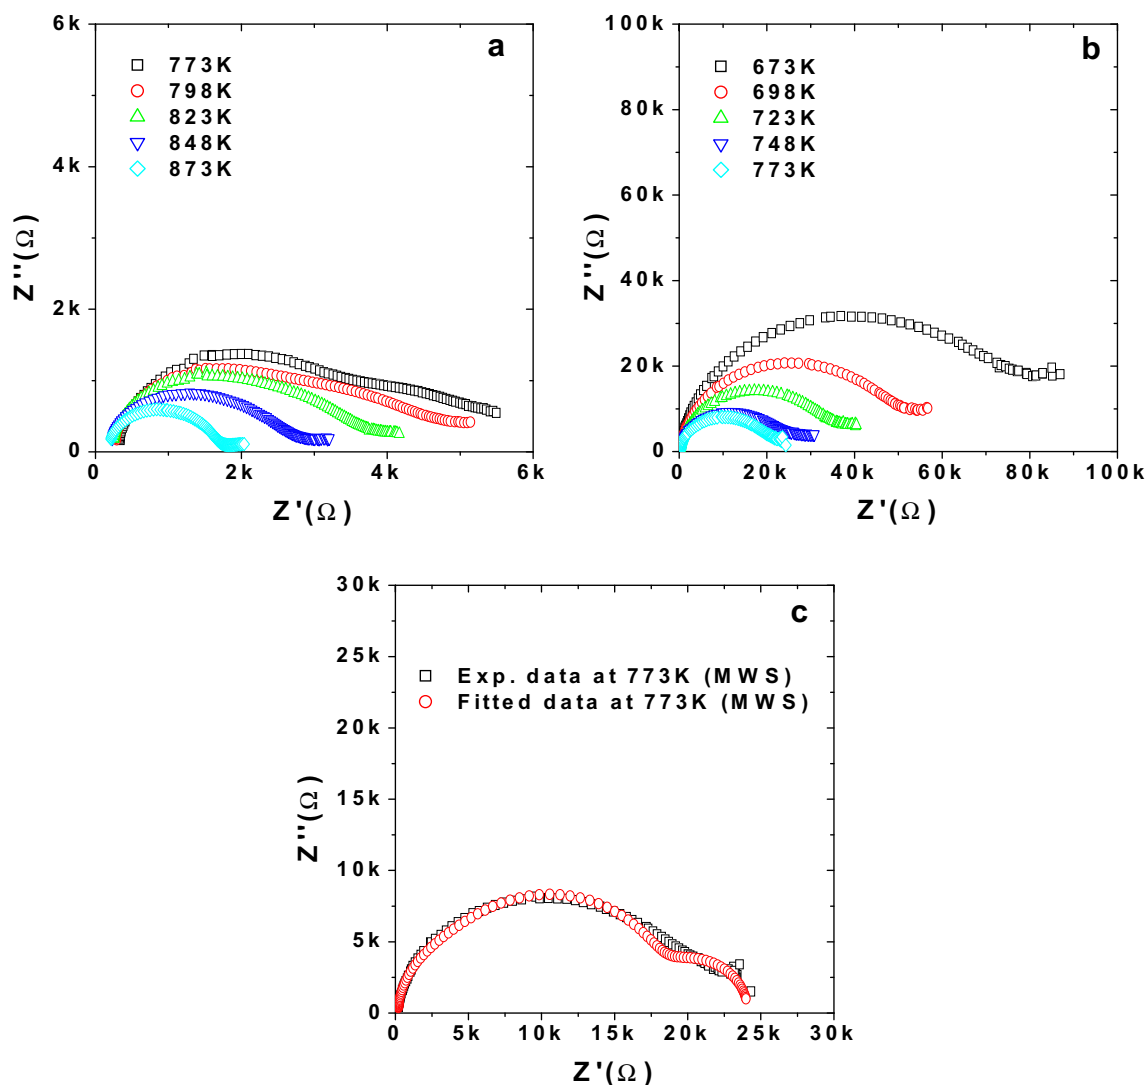 a
6k
4k
2k
0
Z''(Ω)
773K
798K
823K
848K
873K
0 2k 4k 6k
Z'(Ω)
b
100k
80k
60k
40k
20k
0
Z''(Ω)
673K
698K
723K
748K
773K
0 20k 40k 60k 80k 100k
Z'(Ω)
c
30k
25k
20k
15k
10k
5k
0
Z''(Ω)
Exp. data at 773K (MWS)
Fitted data at 773K (MWS)
0 5k 10k 15k 20k 25k 30k
Z'(Ω)